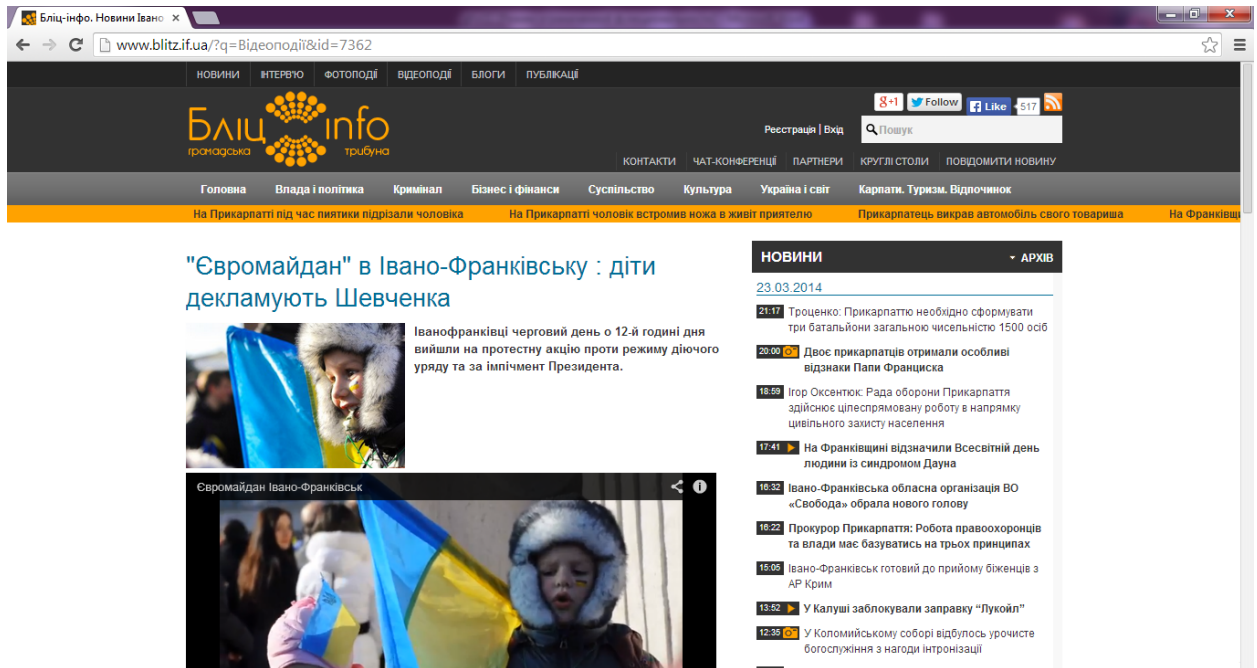 Бліц-інфо. Новини Івано
www.blitz.if.ua/?q=Відеоподії&id=7362
НОВИНИ ІНТЕРВ'Ю ФОТОПОДІЇ ВІДЕОПОДІЇ БЛОГИ ПУБЛІКАЦІЇ
Бліц інфо
громадська трибуна
g+1 Follow Like 517
Реєстрація | Вхід Пошук
КОНТАКТИ ЧАТ-КОНФЕРЕНЦІЇ ПАРТНЕРИ КРУГЛІ СТОЛИ ПОВІДОМИТИ НОВИНУ
Головна Влада і політика Кримінал Бізнес і фінанси Суспільство Культура Україна і світ Карпати. Туризм. Відпочинок
На Прикарпатті під час пиятики підрізали чоловіка На Прикарпатті чоловік встромив ножа в живіт приятелю Прикарпатець викрав автомобіль свого товариша На Франківщи
"Євромайдан" в Івано-Франківську : діти
декламують Шевченка
Іванофранківці черговий день о 12-й годині дня
вийшли на протестну акцію проти режиму діючого
уряду та за імпічмент Президента.
Євромайдан Івано-Франківськ
НОВИНИ АРХІВ
23.03.2014
21:17 Троценко: Прикарпаттю необхідно сформувати
три батальйони загальною чисельністю 1500 осіб
20:00 Двоє прикарпатців отримали особливі
відзнаки Папи Франциска
18:59 Ігор Оксентюк: Рада оборони Прикарпаття
здійснює цілеспрямовану роботу в напрямку
цивільного захисту населення
17:41 На Франківщині відзначили Всесвітній день
людини із синдромом Дауна
16:32 Івано-Франківська обласна організація ВО
«Свобода» обрала нового голову
16:22 Прокурор Прикарпаття: Робота правоохоронців
та влади має базуватись на трьох принципах
15:05 Івано-Франківськ готовий до прийому біженців з
АР Крим
13:52 У Калуші заблокували заправку “Лукойл”
12:35 У Коломийському соборі відбулось урочисте
богослужіння з нагоди інтронізації